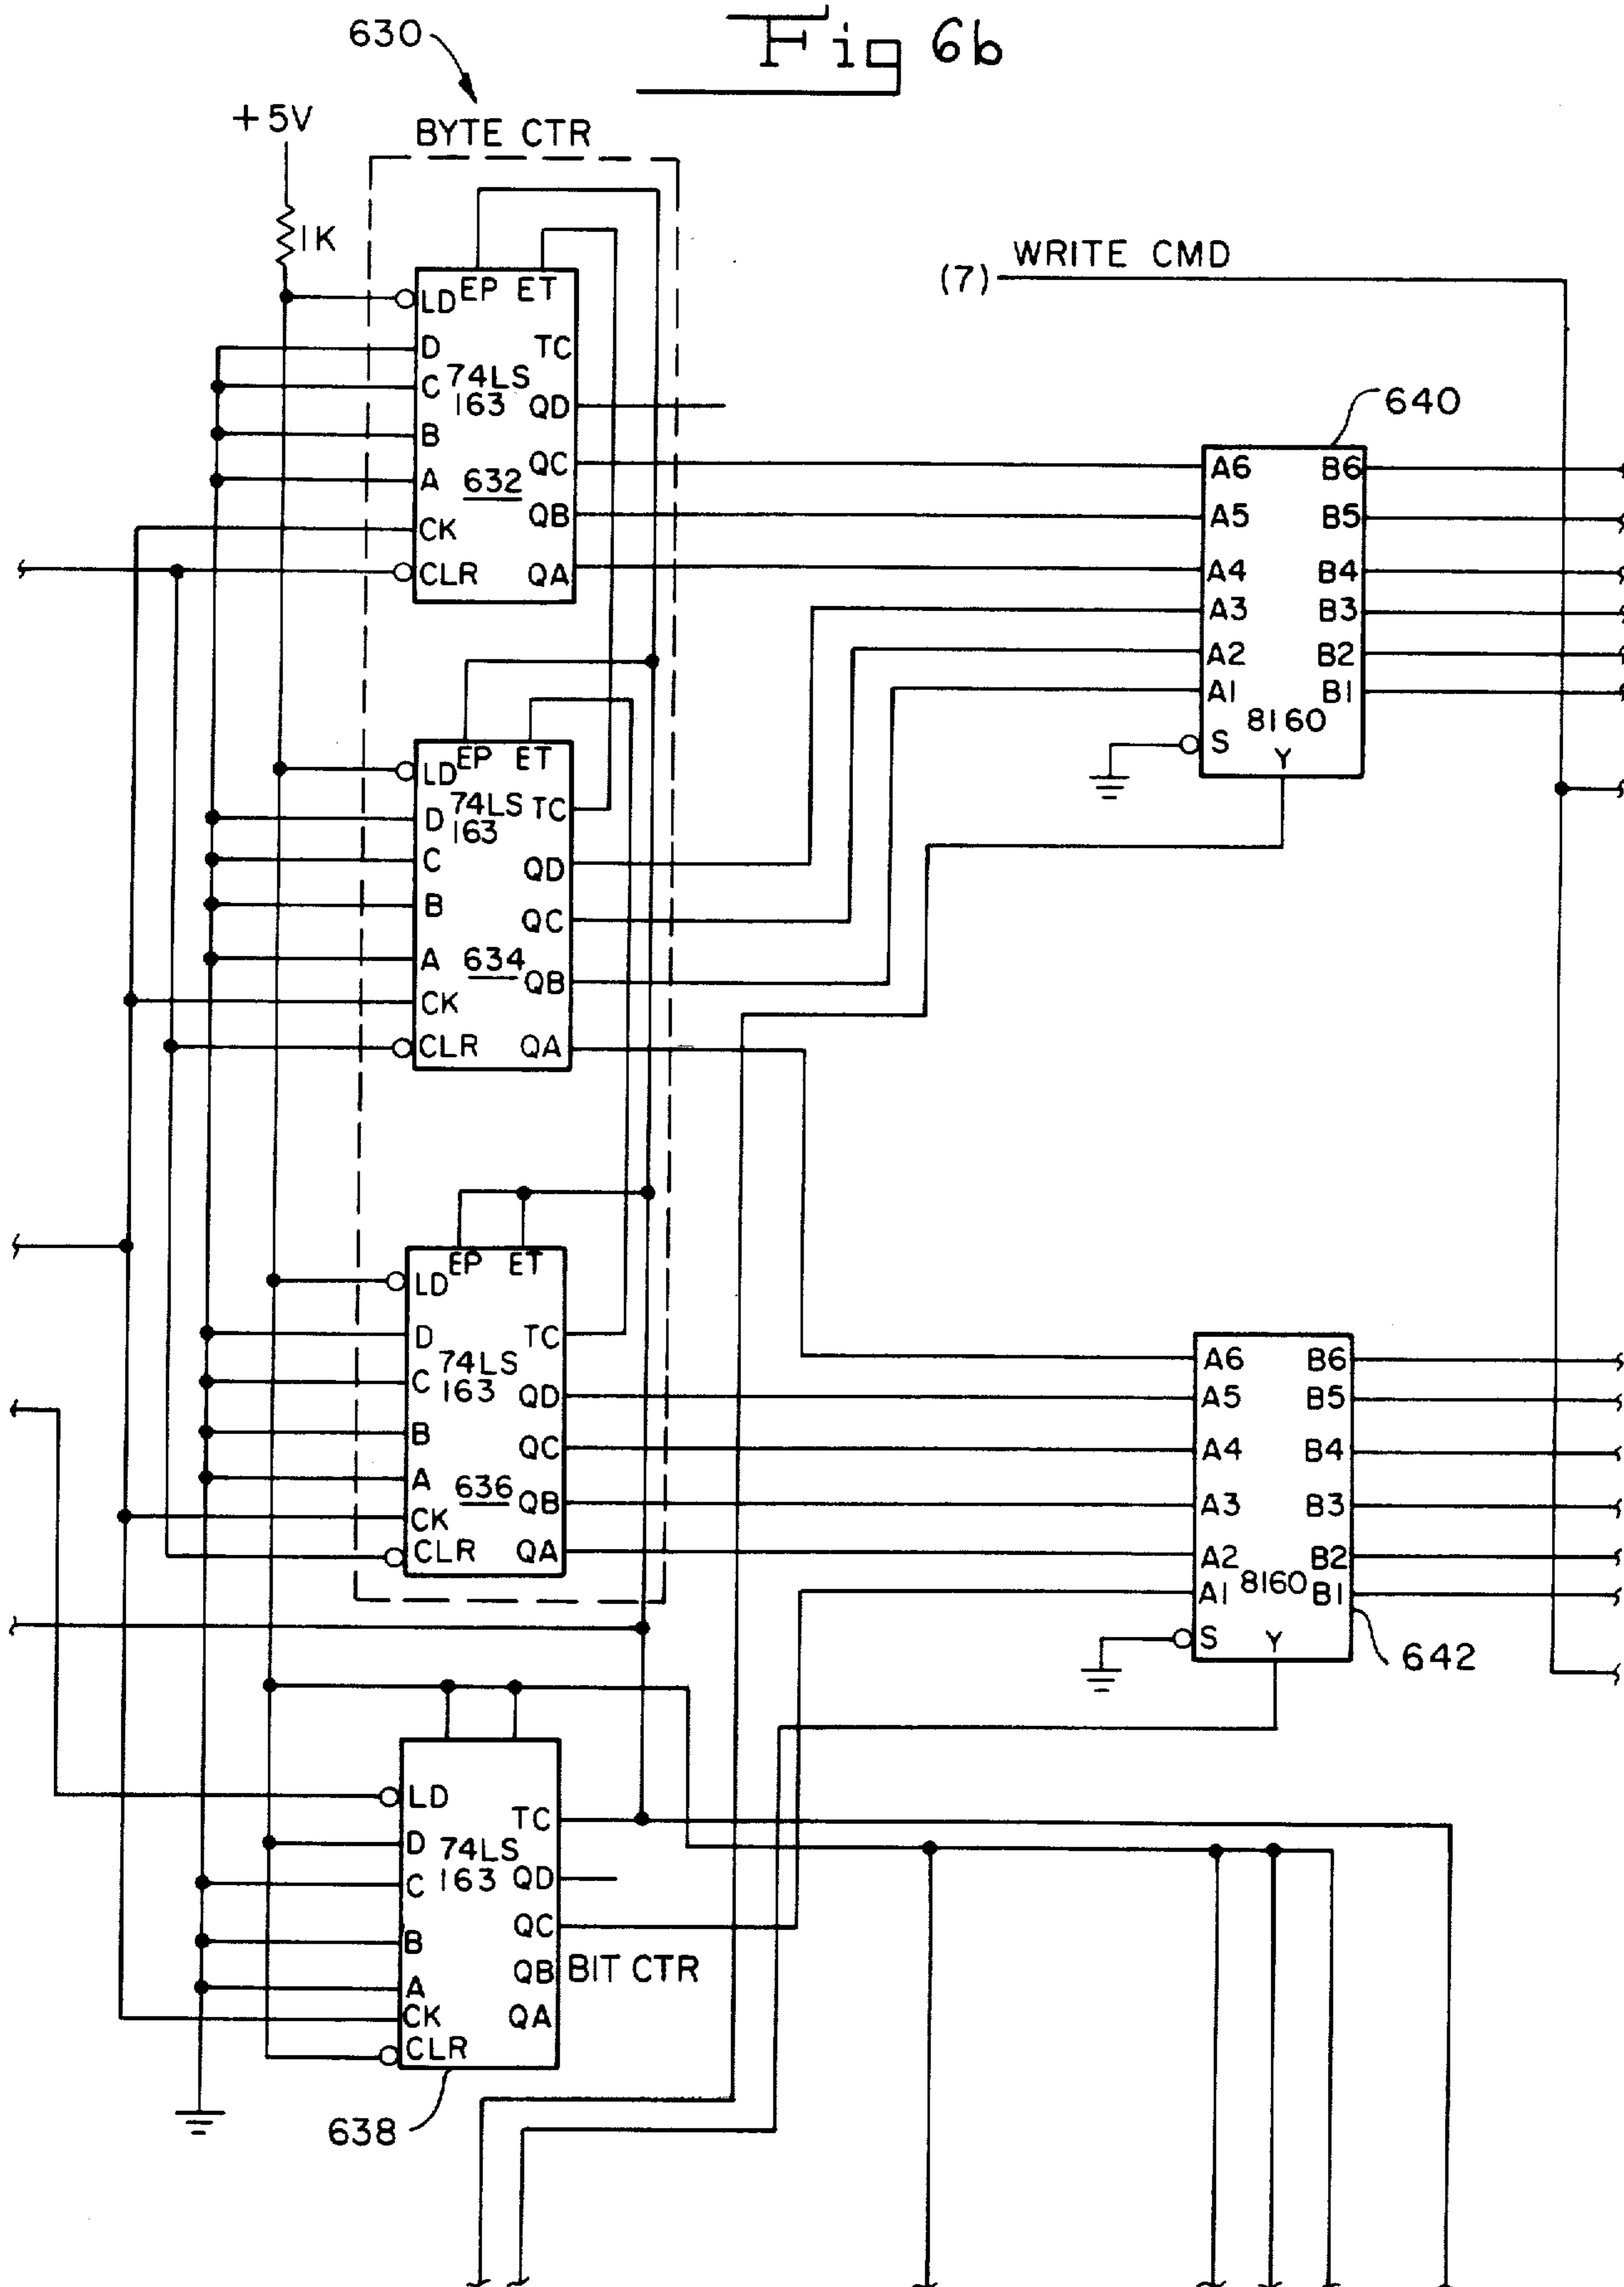 Fig 6b
630
+5V
BYTE CTR
1K
WRITE CMD
(7)
EP ET
LD
D TC
C 74LS
163 QD
B
QC
A 632
QB
CK
CLR QA
640
A6 B6
A5 B5
A4 B4
A3 B3
A2 B2
A1 B1
8160
S Y
EP ET
LD
74LS TC
D 163
C QD
B QC
A 634 QB
CK
CLR QA
EP ET
LD
D TC
74LS
C 163 QD
B QC
A 636 QB
CK
CLR QA
A6 B6
A5 B5
A4 B4
A3 B3
A2 B2
A1 8160 B1
S Y
642
LD
TC
D 74LS
C 163 QD
QC
B
QB BIT CTR
A
CK QA
CLR
638